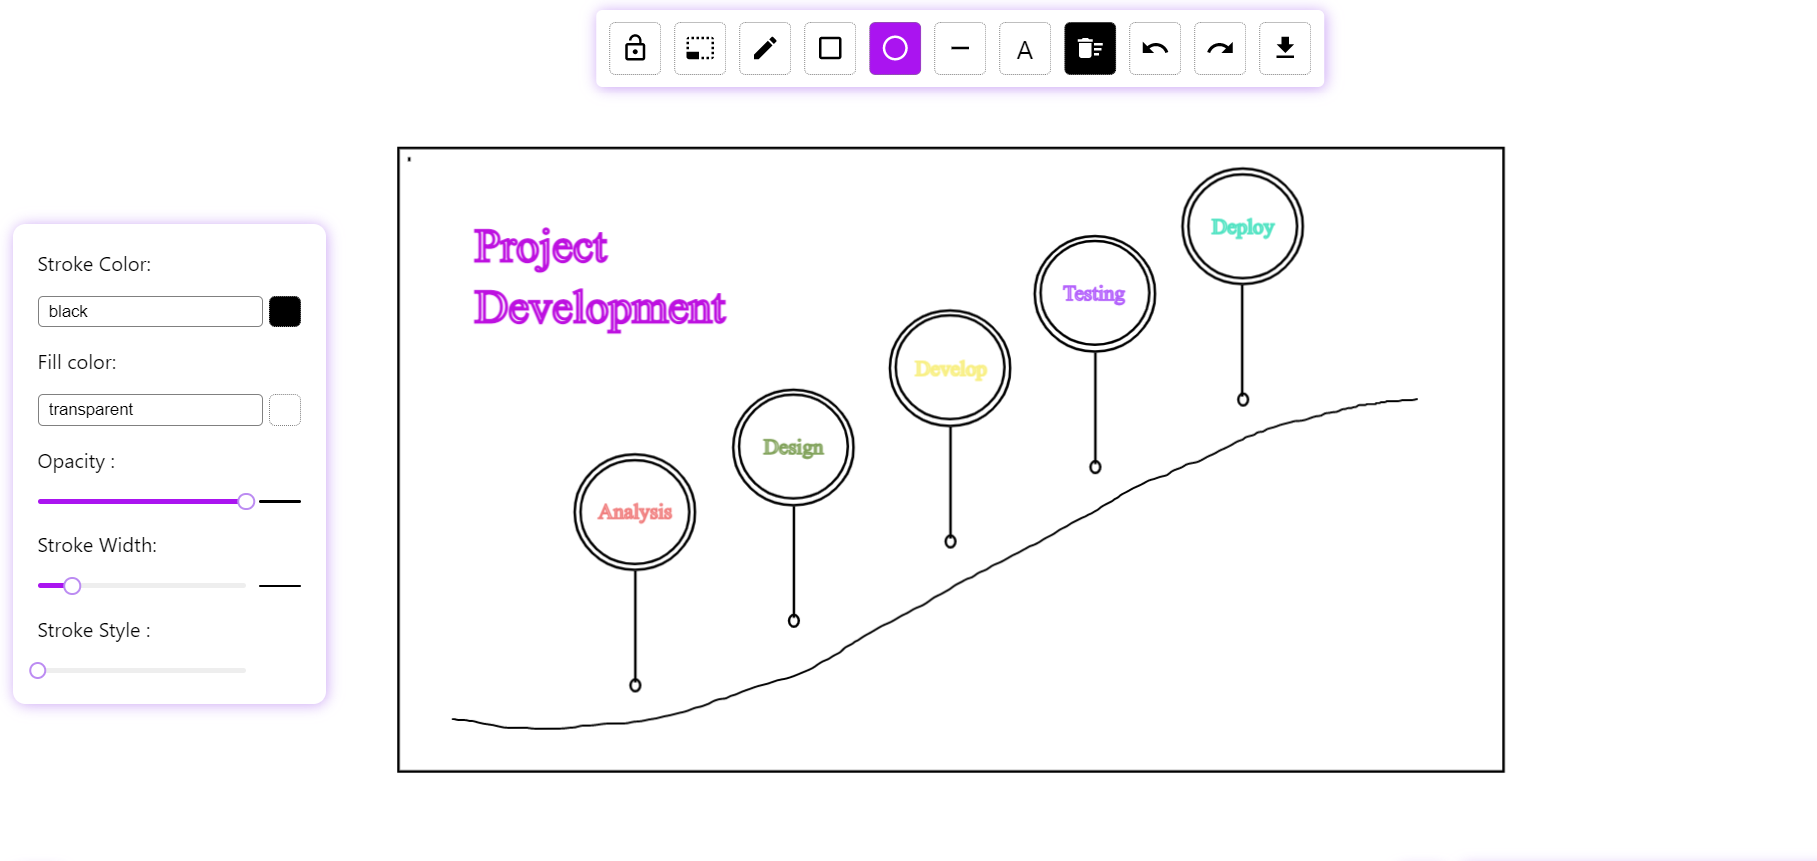 A
Stroke Color:
black
Fill color:
transparent
Opacity :
Stroke Width:
Stroke Style :
Project
Development
Deploy
Testing
Develop
Design
Analysis